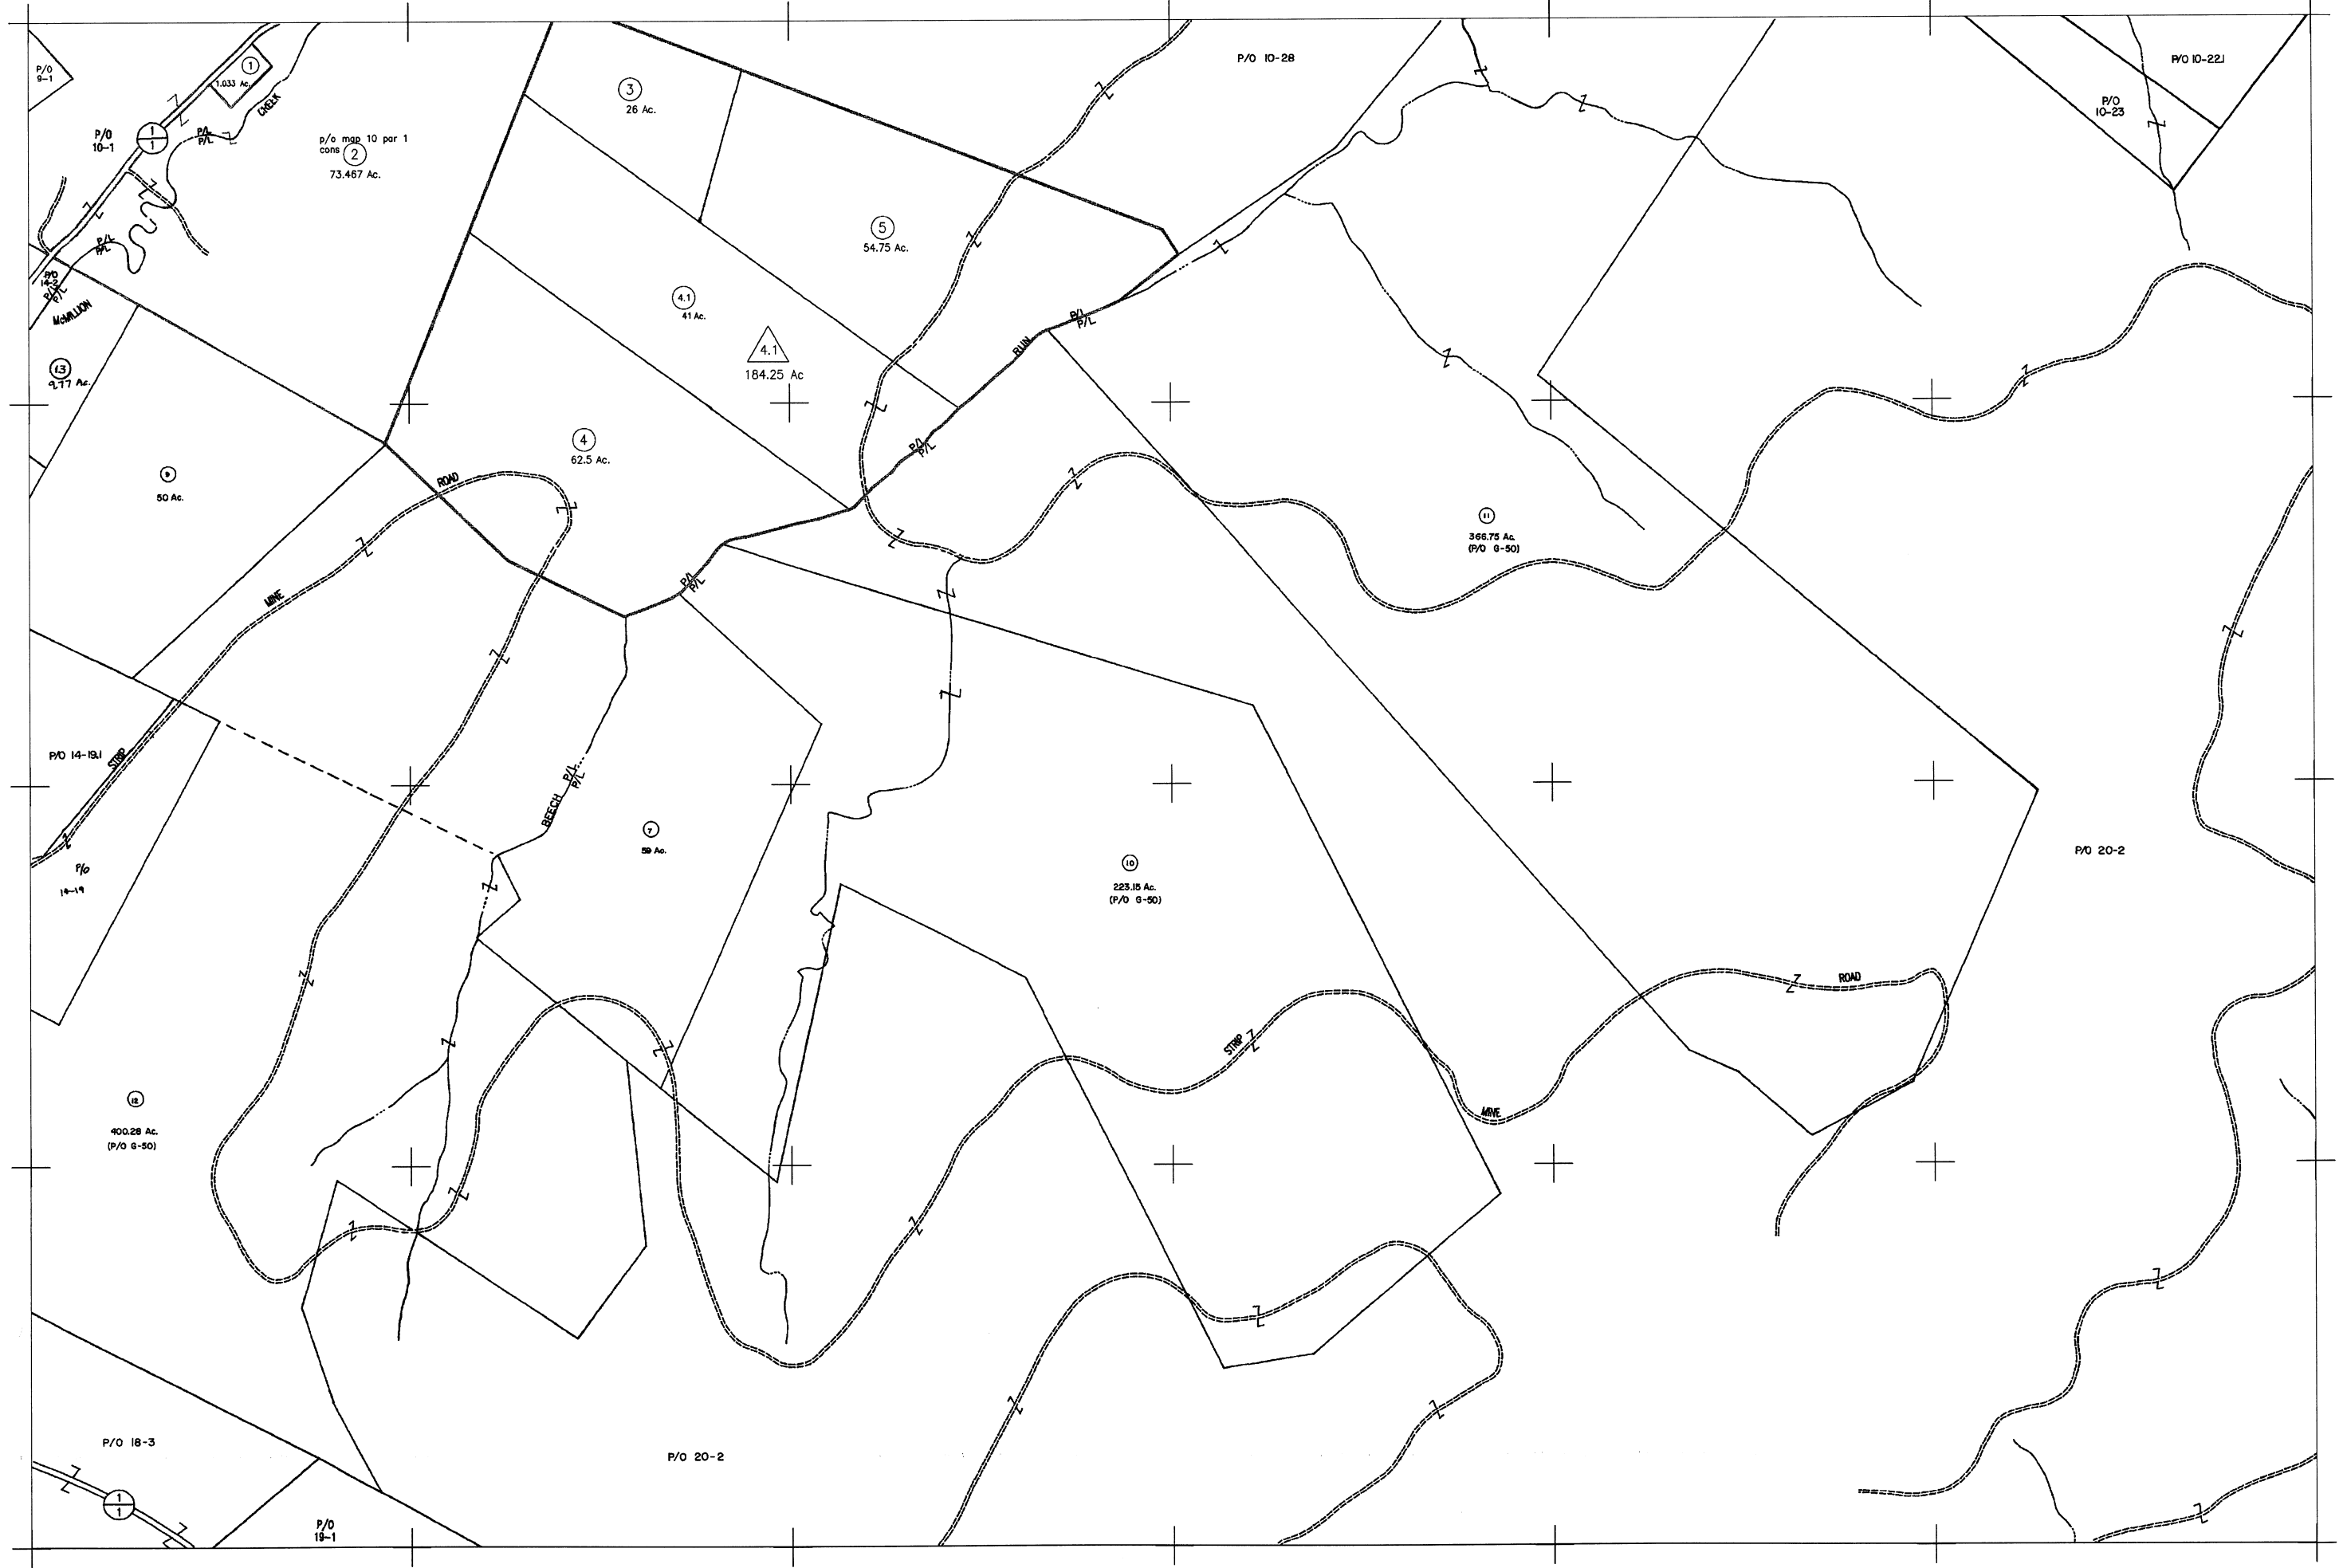 P/O
9-1
1
1.033 Ac.
CREEK
P/O
10-1
1
1
P/L
P/L
p/o map 10 par 1
cons 2
73.467 Ac.
3
26 Ac.
P/O 10-28
P/O
10-23
P/O 10-22.1
5
54.75 Ac.
P/L
P/L
P/O
14-2
P/L
P/L
McMILLION
4.1
41 Ac.
4.1
184.25 Ac
RUN
P/L
P/L
13
9.77 Ac.
4
62.5 Ac.
P/L
P/L
9
50 Ac.
ROAD
11
366.75 Ac.
(P/O G-50)
MINE
P/L
P/L
P/O 14-19.1
STRIP
P/L
P/L
BEECH
7
59 Ac.
P/O
14-19
10
223.15 Ac.
(P/O G-50)
P/O 20-2
ROAD
STRIP
MINE
12
400.28 Ac.
(P/O G-50)
P/O 18-3
P/O 20-2
1
1
P/O
19-1